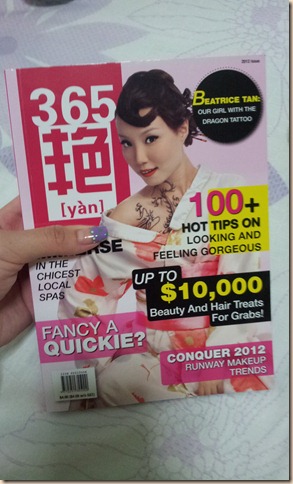 2012 Issue
365
艳
[yàn]
BEATRICE TAN:
OUR GIRL WITH THE
DRAGON TATTOO
100+
HOT TIPS ON
LOOKING AND
FEELING GORGEOUS
IN THE
CHICEST
LOCAL
SPAS
UP TO
$10,000
Beauty And Hair Treats
For Grabs!
FANCY A
QUICKIE?
CONQUER 2012
RUNWAY MAKEUP
TRENDS